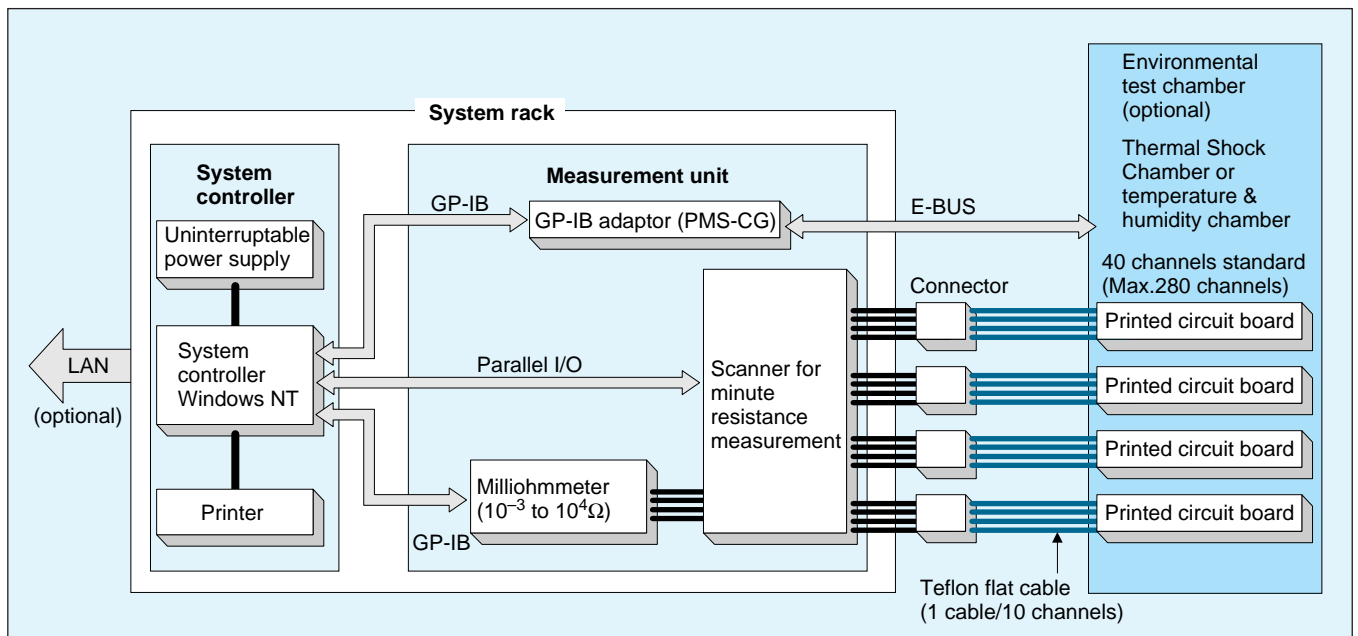 System rack
System
controller
Uninterruptable
power supply
System
controller
Windows NT
Printer
LAN
(optional)
GP-IB
Parallel I/O
GP-IB
Measurement unit
GP-IB adaptor (PMS-CG)
Milliohmmeter
(10⁻³ to 10⁴Ω)
Scanner for
minute
resistance
measurement
E-BUS
Connector
Teflon flat cable
(1 cable/10 channels)
Environmental
test chamber
(optional)
Thermal Shock
Chamber or
temperature &
humidity chamber
40 channels standard
(Max.280 channels)
Printed circuit board
Printed circuit board
Printed circuit board
Printed circuit board